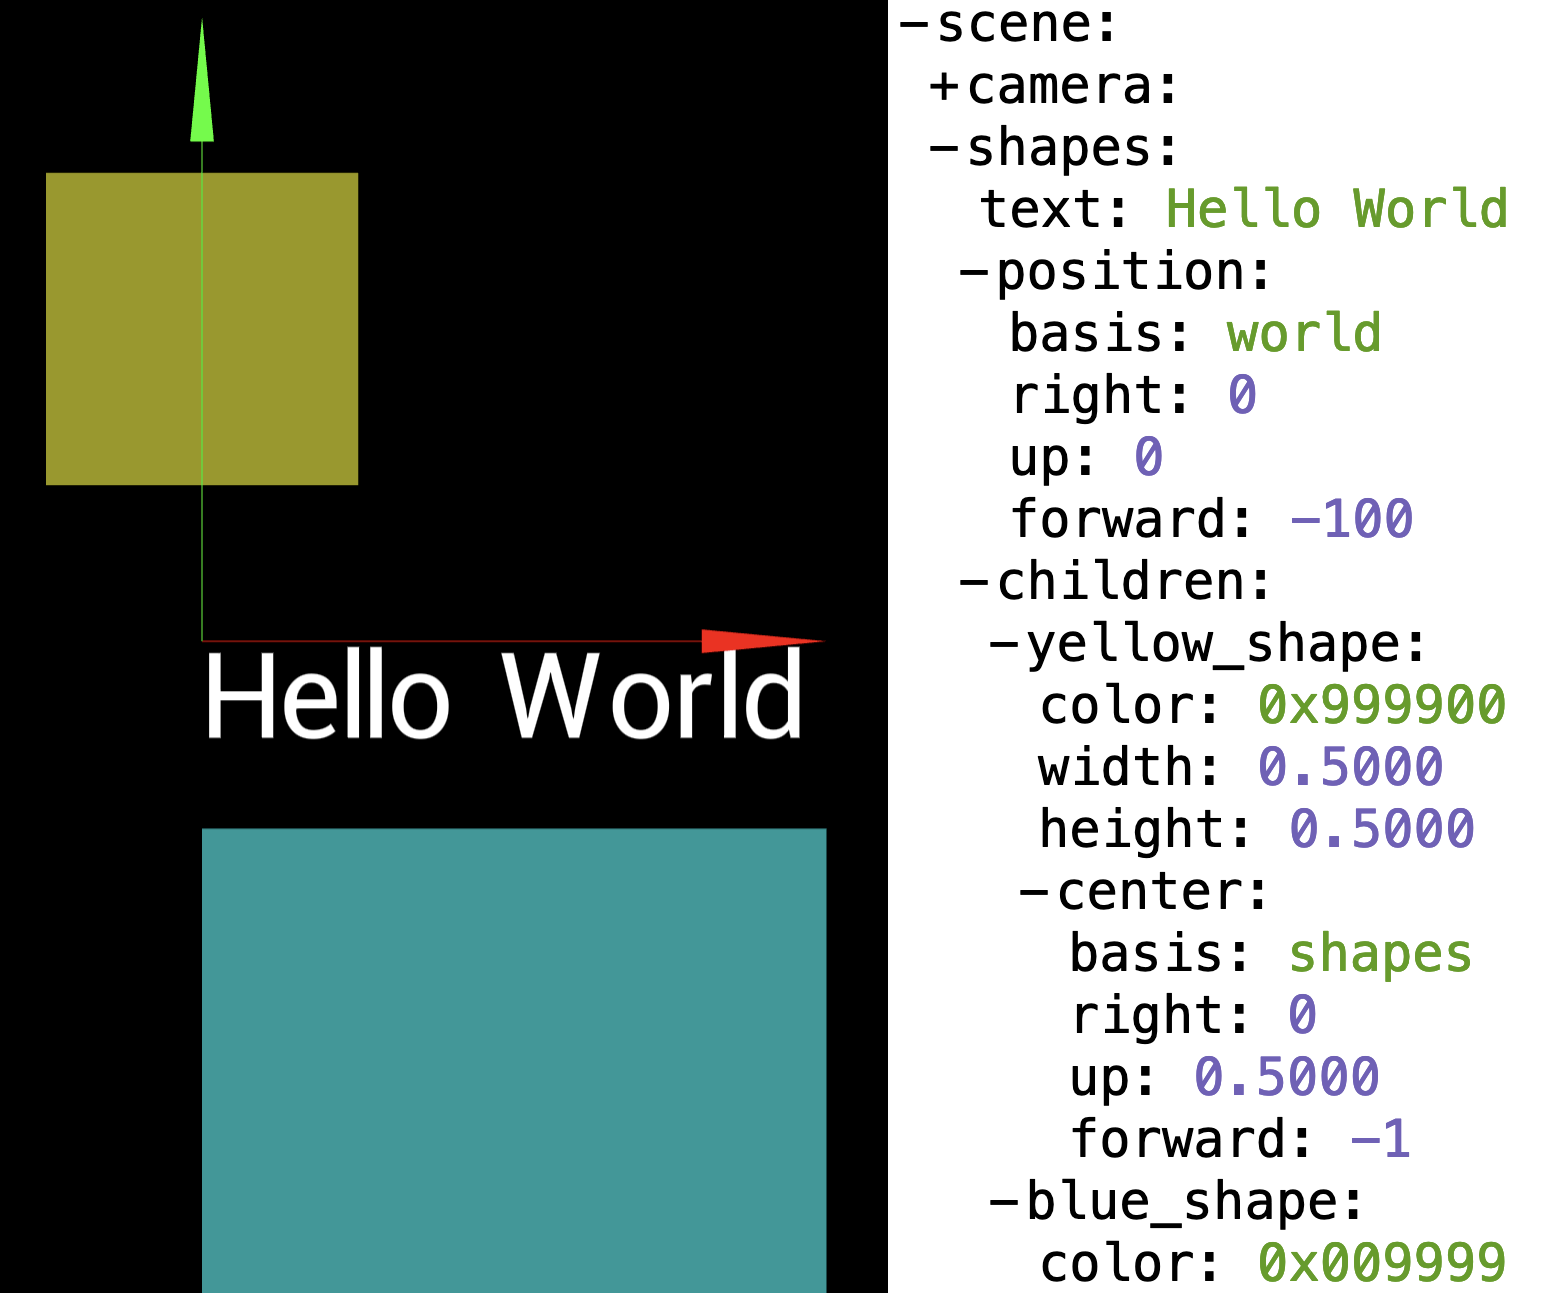 Hello World
-scene:
+camera:
-shapes:
text: Hello World
-position:
basis: world
right: 0
up: 0
forward: -100
-children:
-yellow_shape:
color: 0x999900
width: 0.5000
height: 0.5000
-center:
basis: shapes
right: 0
up: 0.5000
forward: -1
-blue_shape:
color: 0x009999